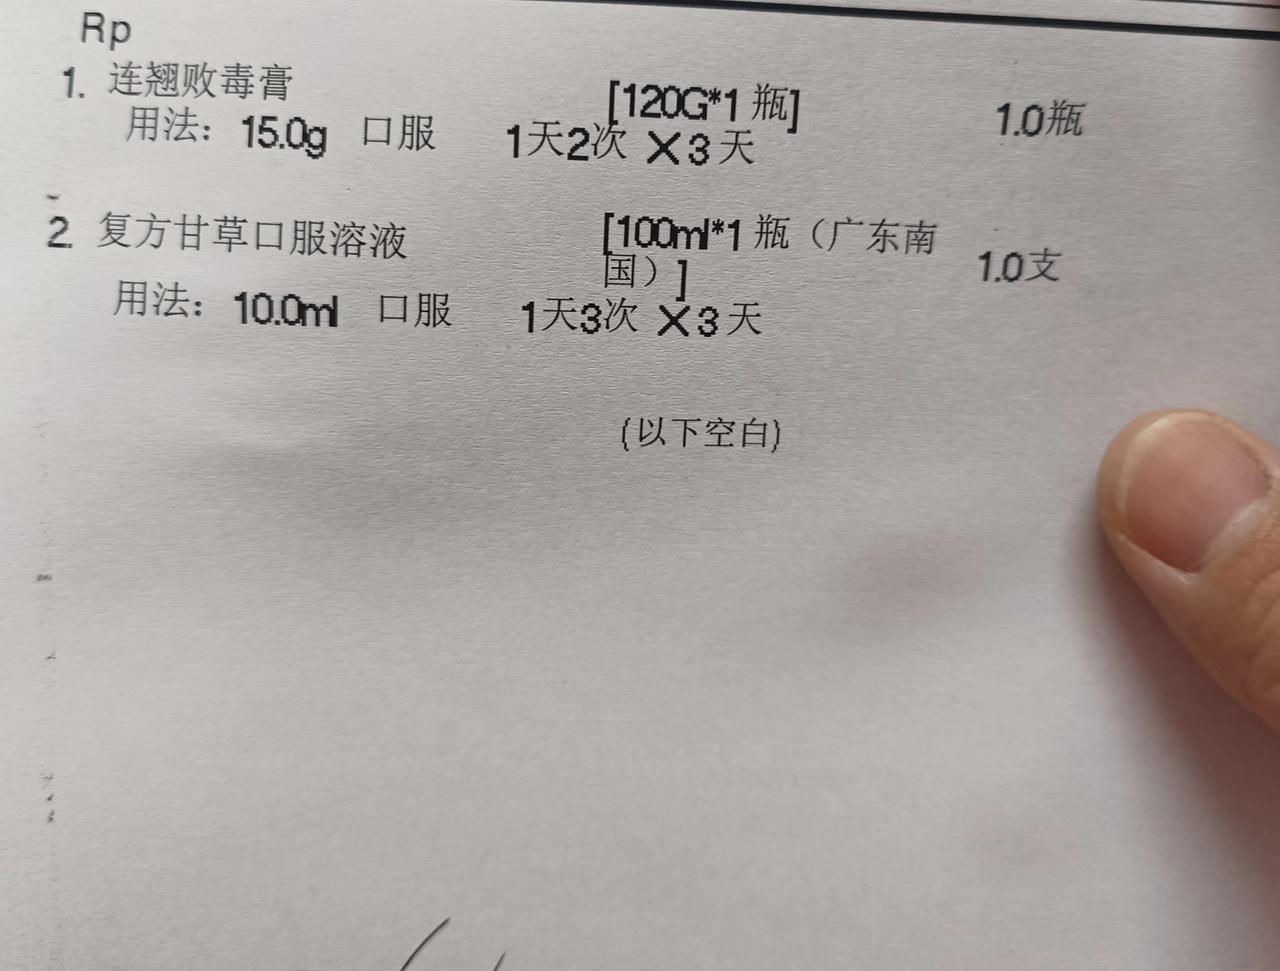 Rp
1. 连翘败毒膏 [120G*1 瓶] 1.0瓶
用法：15.0g 口服 1天2次 X3天
2. 复方甘草口服溶液 [100ml*1 瓶（广东南
国）] 1.0支
用法：10.0ml 口服 1天3次 X3天
{以下空白}